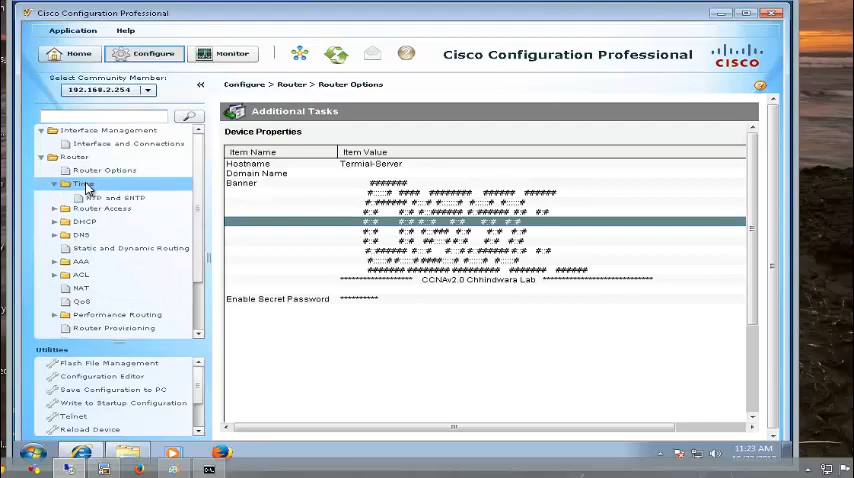 Cisco Configuration Professional
Application Help
Home Configure Monitor
Cisco Configuration Professional
CISCO
Select Community Member:
192.168.2.254
Configure > Router > Router Options
Interface Management
Interface and Connections
Router
Router Options
Time
NTP and SNTP
Router Access
DHCP
DNS
Static and Dynamic Routing
AAA
ACL
NAT
QoS
Performance Routing
Router Provisioning
Utilities
Flash File Management
Configuration Editor
Save Configuration to PC
Write to Startup Configuration
Telnet
Reload Device
Additional Tasks
Device Properties
Item Name Item Value
Hostname Termial-Server
Domain Name
Banner
CCNAv2.0 Chhindwara Lab
Enable Secret Password **********
11:23 AM